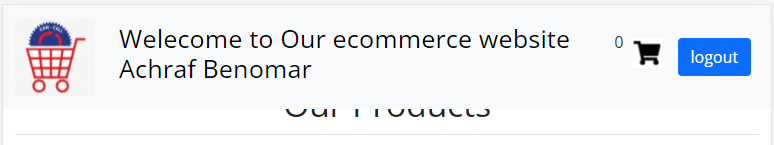 Welecome to Our ecommerce website
Achraf Benomar
0
logout
Our Products